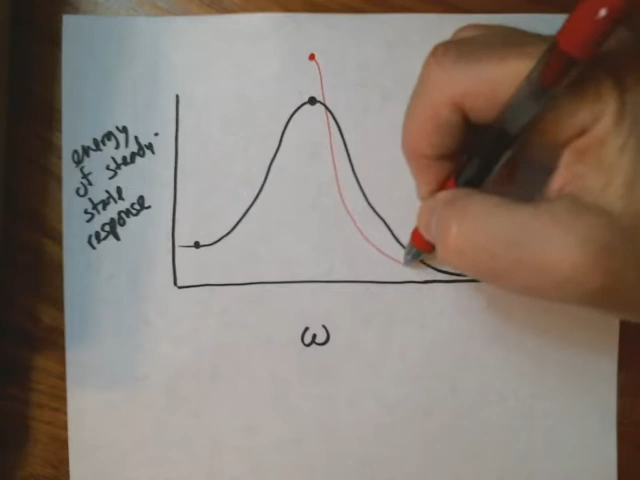 energy
of steady-
state
response
ω